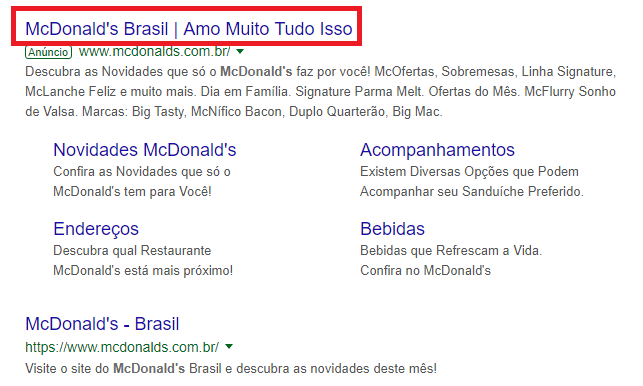 McDonald's Brasil | Amo Muito Tudo Isso
Anúncio www.mcdonalds.com.br/
Descubra as Novidades que só o McDonald's faz por você! McOfertas, Sobremesas, Linha Signature,
McLanche Feliz e muito mais. Dia em Família. Signature Parma Melt. Ofertas do Mês. McFlurry Sonho
de Valsa. Marcas: Big Tasty, McNífico Bacon, Duplo Quarterão, Big Mac.
Novidades McDonald's
Confira as Novidades que só o
McDonald's tem para Você!
Acompanhamentos
Existem Diversas Opções que Podem
Acompanhar seu Sanduíche Preferido.
Endereços
Descubra qual Restaurante
McDonald's está mais próximo!
Bebidas
Bebidas que Refrescam a Vida.
Confira no McDonald's
McDonald's - Brasil
https://www.mcdonalds.com.br/
Visite o site do McDonald's Brasil e descubra as novidades deste mês!